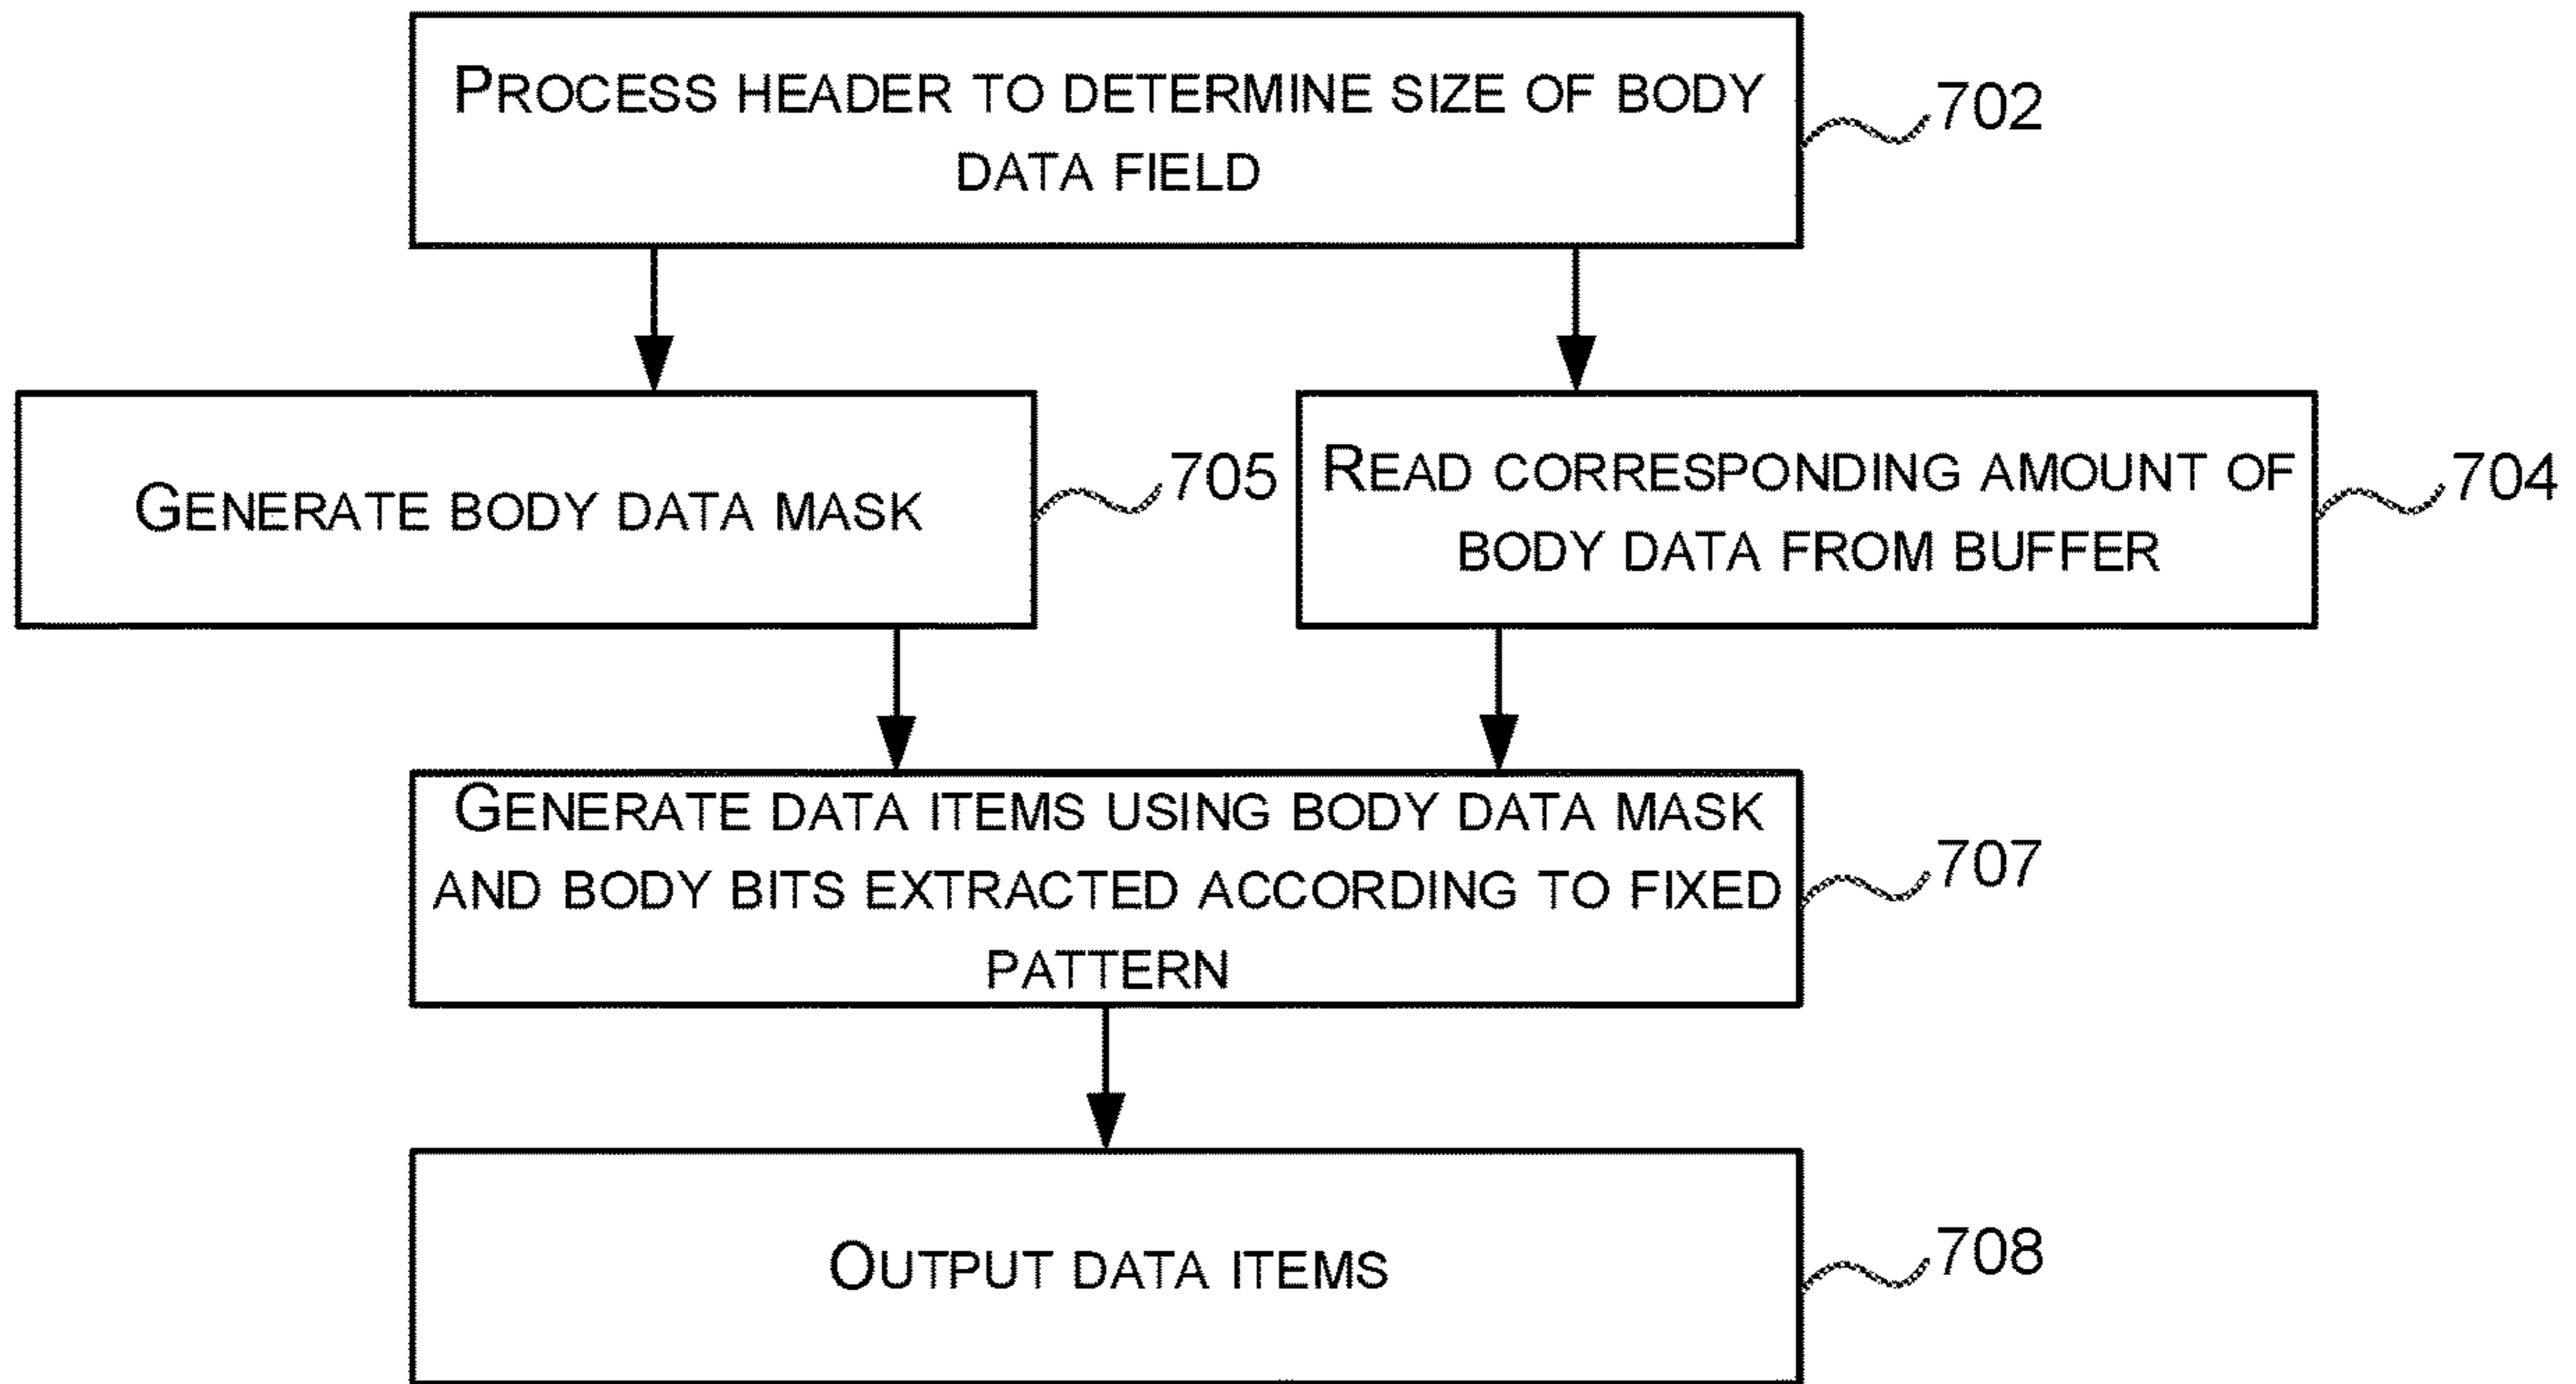 PROCESS HEADER TO DETERMINE SIZE OF BODY
DATA FIELD
702
GENERATE BODY DATA MASK
705
READ CORRESPONDING AMOUNT OF
BODY DATA FROM BUFFER
704
GENERATE DATA ITEMS USING BODY DATA MASK
AND BODY BITS EXTRACTED ACCORDING TO FIXED
PATTERN
707
OUTPUT DATA ITEMS
708